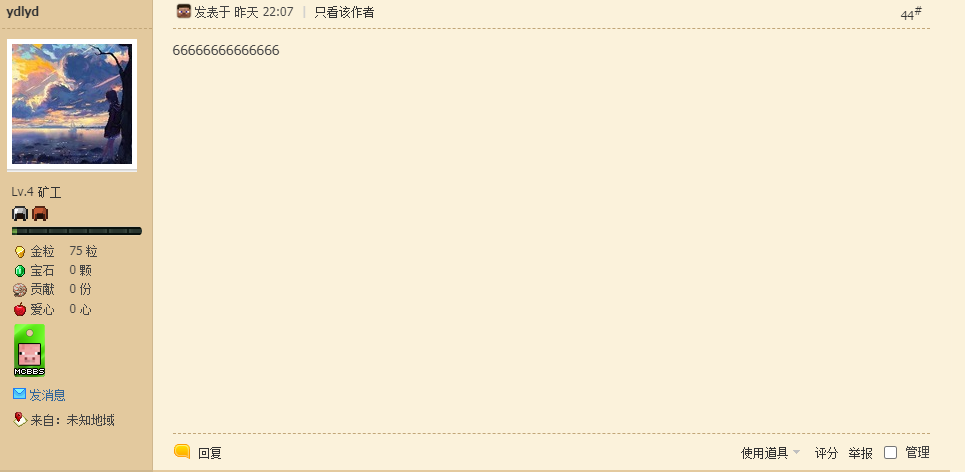 ydlyd
发表于 昨天 22:07 | 只看该作者
44#
66666666666666
Lv.4 矿工
金粒 75 粒
宝石 0 颗
贡献 0 份
爱心 0 心
MCBBS
发消息
来自：未知地域
回复
使用道具 评分 举报 管理